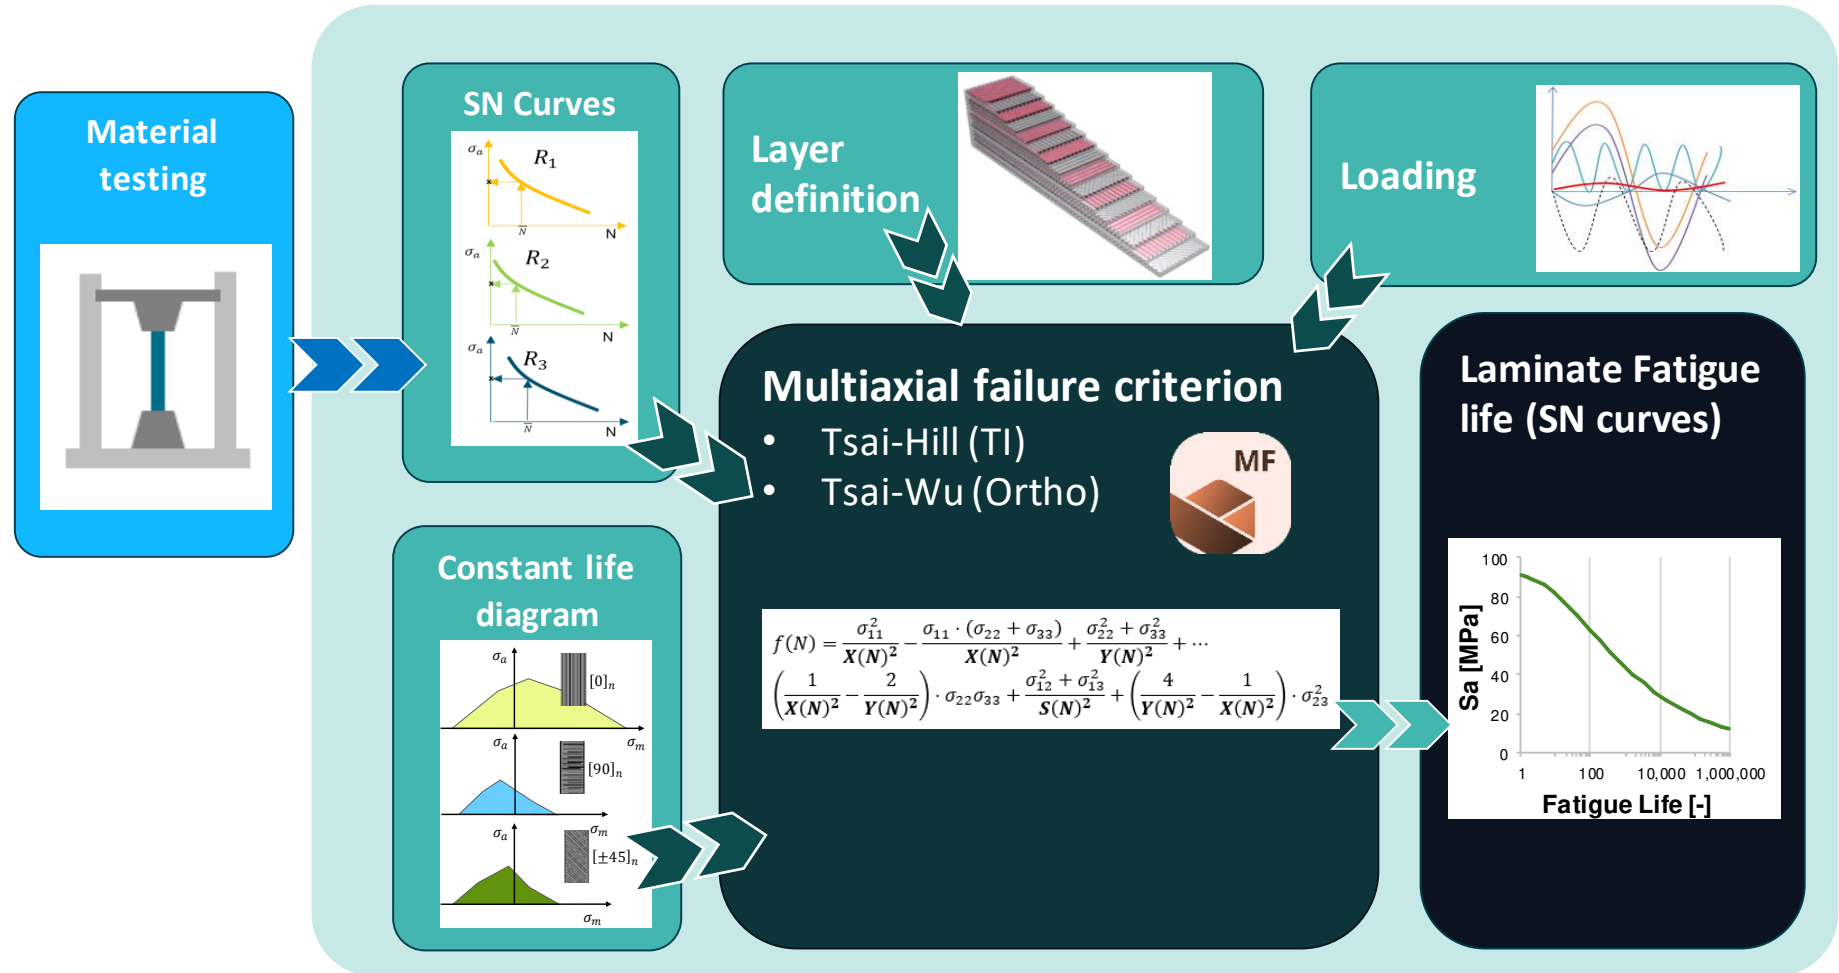 Material
testing
SN Curves
σₐ
R₁
N̅
N
σₐ
R₂
N̅
N
σₐ
R₃
N̅
N
Constant life
diagram
σₐ
[0]ₙ
σₘ
σₐ
[90]ₙ
σₘ
σₐ
[±45]ₙ
σₘ
Layer
definition
Loading
Multiaxial failure criterion
• Tsai-Hill (TI)
• Tsai-Wu (Ortho)
MF
f(N) = σ₁₁²/X(N)² − σ₁₁ · (σ₂₂ + σ₃₃)/X(N)² + (σ₂₂² + σ₃₃²)/Y(N)² + ⋯
(1/X(N)² − 2/Y(N)²) · σ₂₂σ₃₃ + (σ₁₂² + σ₁₃²)/S(N)² + (4/Y(N)² − 1/X(N)²) · σ₂₃²
Laminate Fatigue
life (SN curves)
Sa [MPa]
100
80
60
40
20
0
1 100 10,000 1,000,000
Fatigue Life [-]